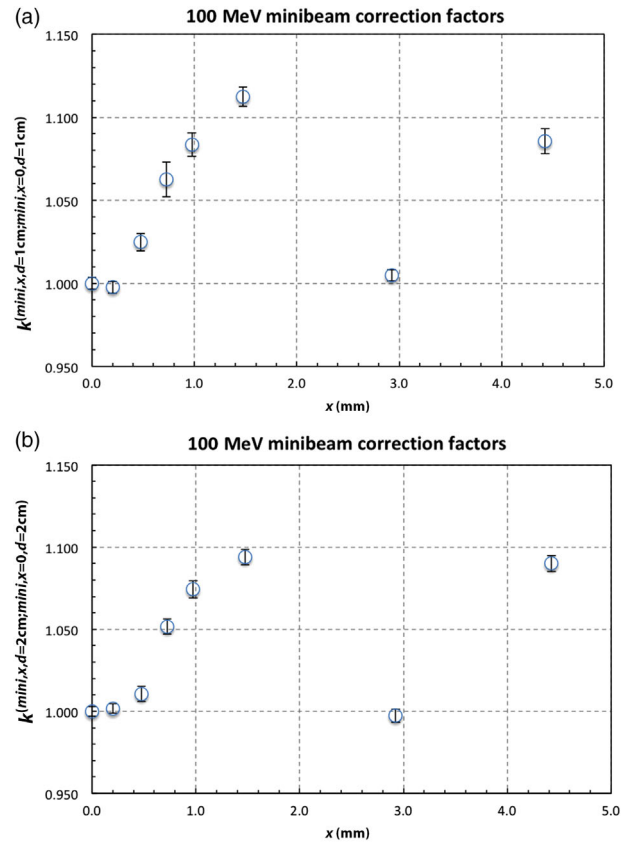 (a)
100 MeV minibeam correction factors
k(mini,x,d=1cm;mini,x=0,d=1cm)
1.150
1.100
1.050
1.000
0.950
0.0 1.0 2.0 3.0 4.0 5.0
x (mm)
(b)
100 MeV minibeam correction factors
k(mini,x,d=2cm;mini,x=0,d=2cm)
1.150
1.100
1.050
1.000
0.950
0.0 1.0 2.0 3.0 4.0 5.0
x (mm)